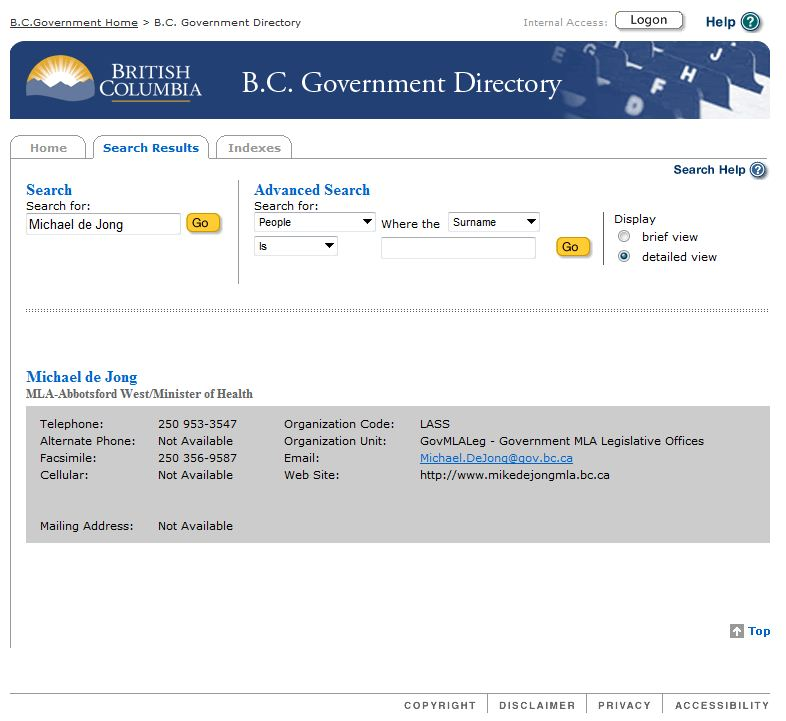 B.C.Government Home > B.C. Government Directory
Internal Access: Logon Help ?
BRITISH COLUMBIA
B.C. Government Directory
E G L F H J D
Home Search Results Indexes
Search Help ?
Search
Search for:
Michael de Jong Go
Advanced Search
Search for:
People Where the Surname
Is Go
Display
brief view
detailed view
Michael de Jong
MLA-Abbotsford West/Minister of Health
Telephone: 250 953-3547 Organization Code: LASS
Alternate Phone: Not Available Organization Unit: GovMLALeg - Government MLA Legislative Offices
Facsimile: 250 356-9587 Email: Michael.DeJong@gov.bc.ca
Cellular: Not Available Web Site: http://www.mikedejongmla.bc.ca
Mailing Address: Not Available
Top
COPYRIGHT DISCLAIMER PRIVACY ACCESSIBILITY